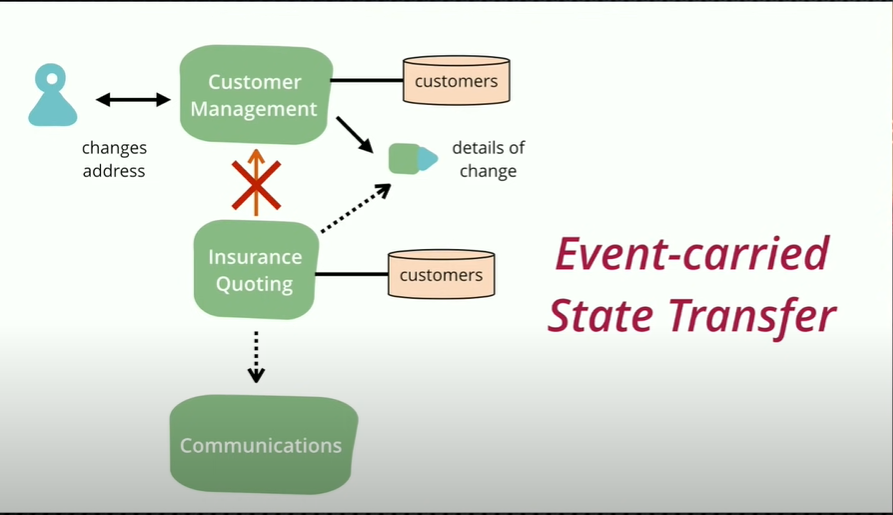 Customer
Management
customers
changes
address
details of
change
Insurance
Quoting
customers
Event-carried
State Transfer
Communications